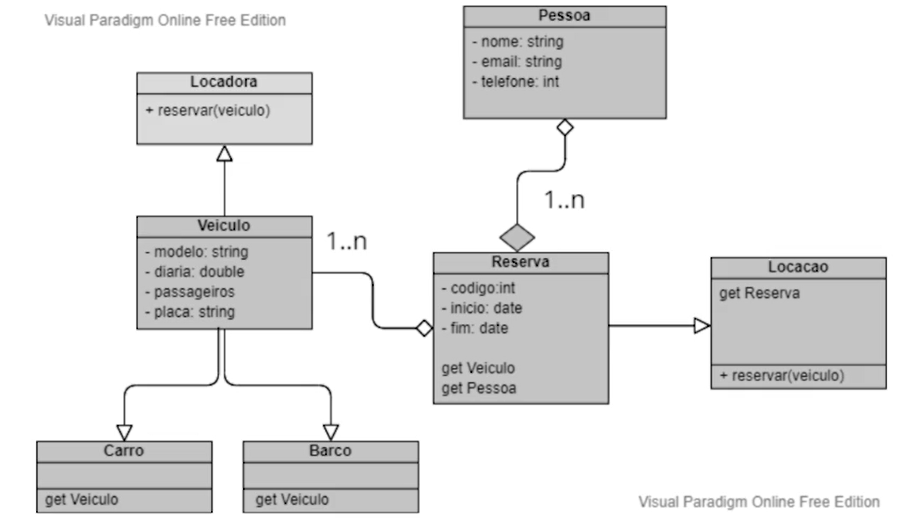 Visual Paradigm Online Free Edition
Pessoa
- nome: string
- email: string
- telefone: int
Locadora
+ reservar(veiculo)
1..n
Veiculo
- modelo: string
- diaria: double
- passageiros
- placa: string
1..n
Reserva
- codigo:int
- inicio: date
- fim: date
get Veiculo
get Pessoa
Locacao
get Reserva
+ reservar(veiculo)
Carro
get Veiculo
Barco
get Veiculo
Visual Paradigm Online Free Edition